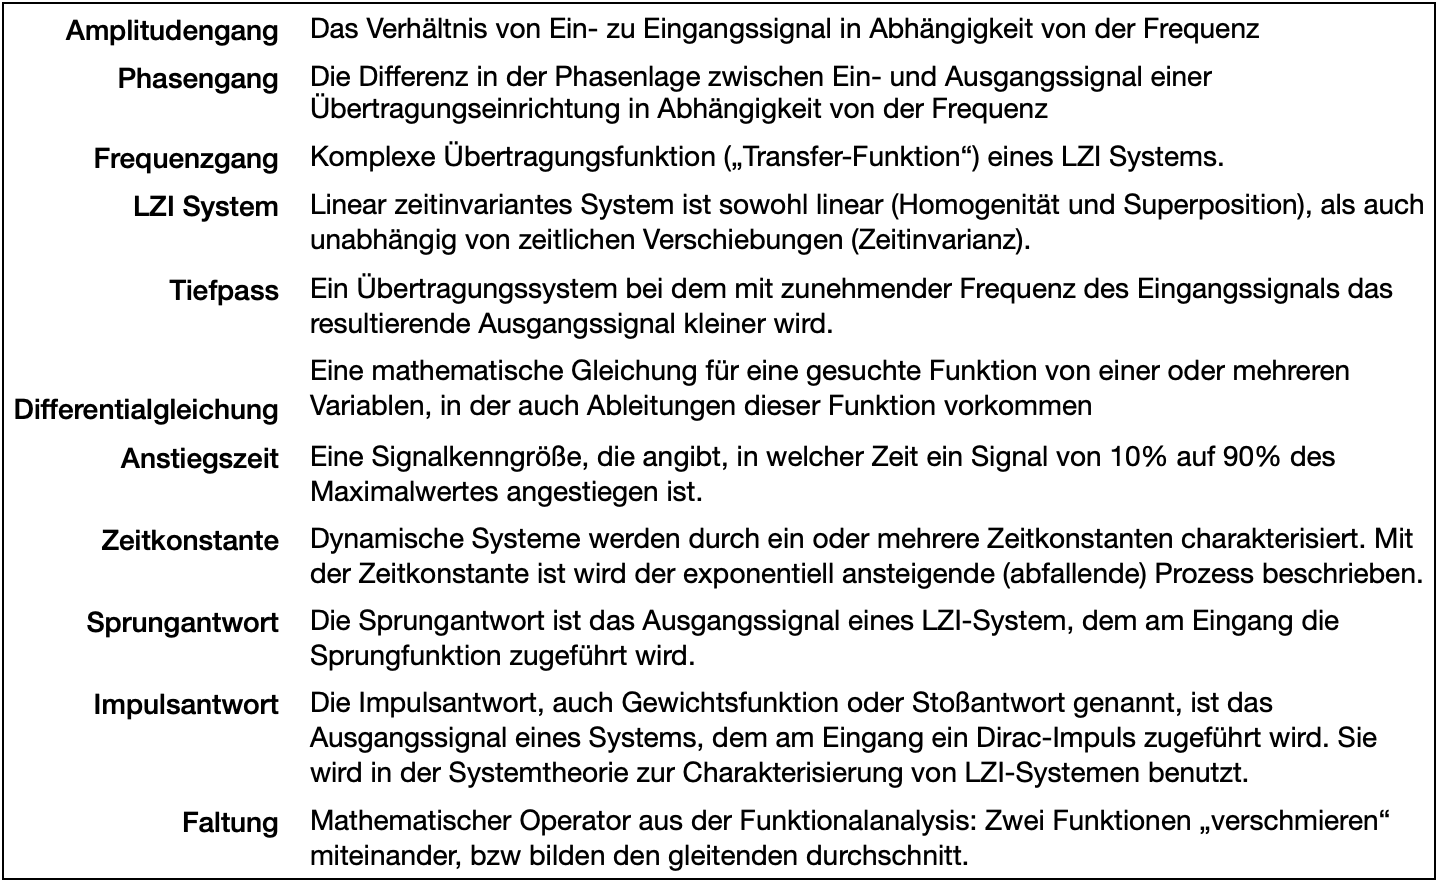 Amplitudengang Das Verhältnis von Ein- zu Eingangssignal in Abhängigkeit von der Frequenz
Phasengang Die Differenz in der Phasenlage zwischen Ein- und Ausgangssignal einer
Übertragungseinrichtung in Abhängigkeit von der Frequenz
Frequenzgang Komplexe Übertragungsfunktion („Transfer-Funktion“) eines LZI Systems.
LZI System Linear zeitinvariantes System ist sowohl linear (Homogenität und Superposition), als auch
unabhängig von zeitlichen Verschiebungen (Zeitinvarianz).
Tiefpass Ein Übertragungssystem bei dem mit zunehmender Frequenz des Eingangssignals das
resultierende Ausgangssignal kleiner wird.
Eine mathematische Gleichung für eine gesuchte Funktion von einer oder mehreren
Differentialgleichung Variablen, in der auch Ableitungen dieser Funktion vorkommen
Anstiegszeit Eine Signalkenngröße, die angibt, in welcher Zeit ein Signal von 10% auf 90% des
Maximalwertes angestiegen ist.
Zeitkonstante Dynamische Systeme werden durch ein oder mehrere Zeitkonstanten charakterisiert. Mit
der Zeitkonstante ist wird der exponentiell ansteigende (abfallende) Prozess beschrieben.
Sprungantwort Die Sprungantwort ist das Ausgangssignal eines LZI-System, dem am Eingang die
Sprungfunktion zugeführt wird.
Impulsantwort Die Impulsantwort, auch Gewichtsfunktion oder Stoßantwort genannt, ist das
Ausgangssignal eines Systems, dem am Eingang ein Dirac-Impuls zugeführt wird. Sie
wird in der Systemtheorie zur Charakterisierung von LZI-Systemen benutzt.
Faltung Mathematischer Operator aus der Funktionalanalysis: Zwei Funktionen „verschmieren“
miteinander, bzw bilden den gleitenden durchschnitt.